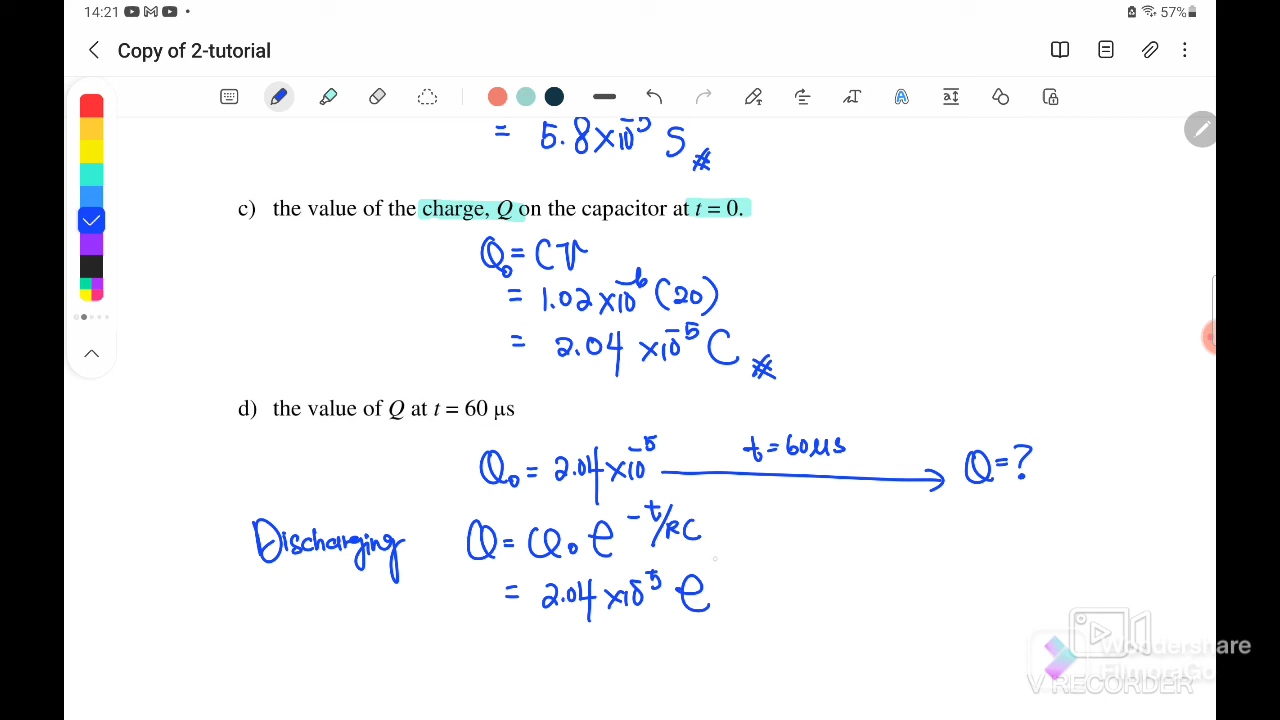 14:21 57%
Copy of 2-tutorial
= 5.8×10⁻⁵ s
c) the value of the charge, Q on the capacitor at t = 0.
Q₀ = CV
= 1.02×10⁻⁶ (20)
= 2.04 ×10⁻⁵ C
d) the value of Q at t = 60 μs
Q₀ = 2.04×10⁻⁵ t = 60μs Q = ?
Discharging Q = Q₀ e^(-t/RC)
= 2.04 ×10⁻⁵ e
Wondershare
FilmoraGo
V RECORDER